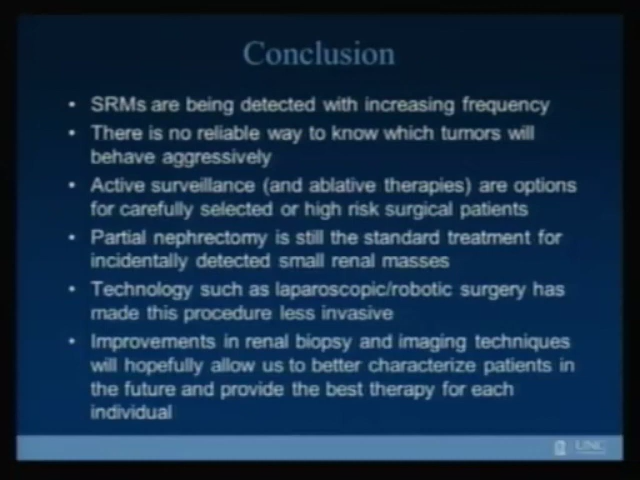 Conclusion
• SRMs are being detected with increasing frequency
• There is no reliable way to know which tumors will
behave aggressively
• Active surveillance (and ablative therapies) are options
for carefully selected or high risk surgical patients
• Partial nephrectomy is still the standard treatment for
incidentally detected small renal masses
• Technology such as laparoscopic/robotic surgery has
made this procedure less invasive
• Improvements in renal biopsy and imaging techniques
will hopefully allow us to better characterize patients in
the future and provide the best therapy for each
individual
UNC